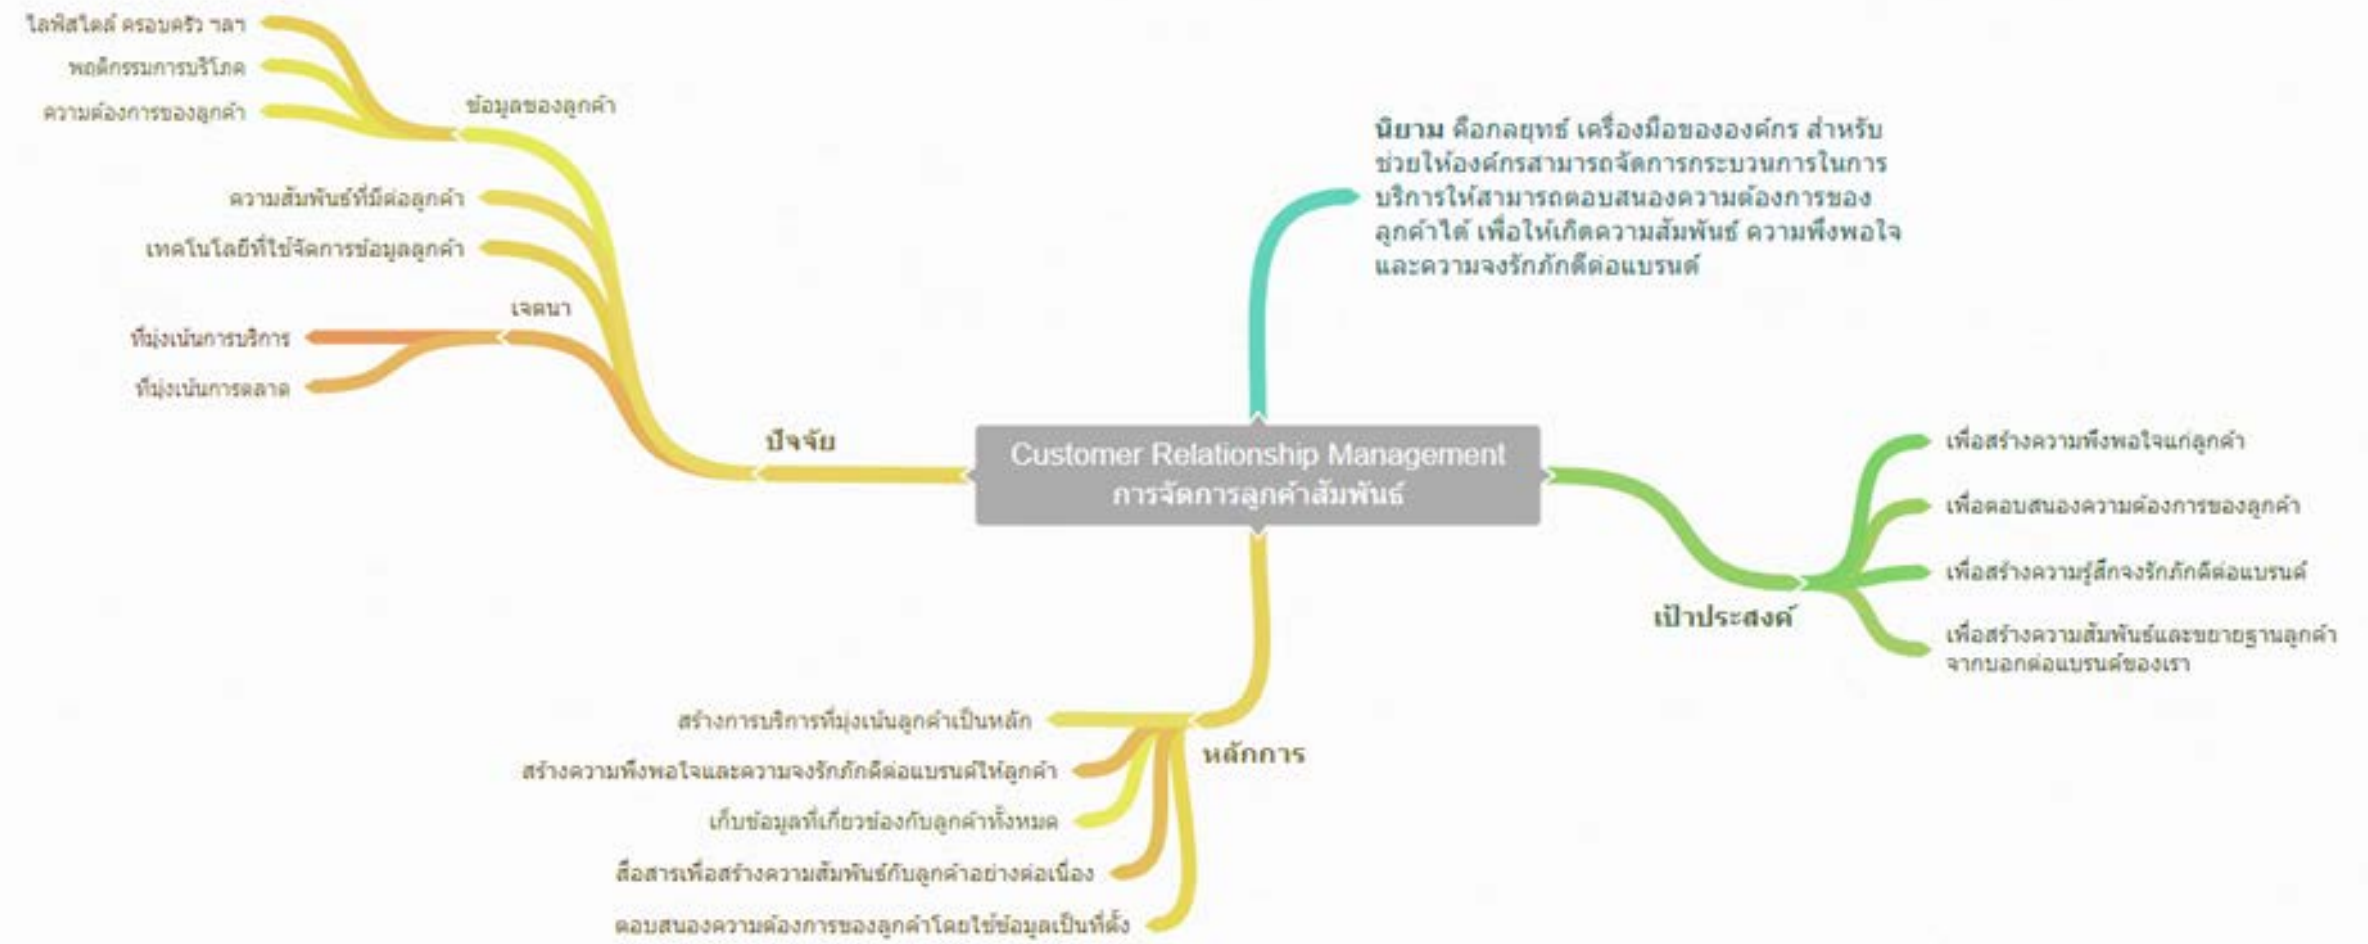 Customer Relationship Management
การจัดการลูกค้าสัมพันธ์
นิยาม คือกลยุทธ์ เครื่องมือขององค์กร สำหรับ
ช่วยให้องค์กรสามารถจัดการกระบวนการในการ
บริการให้สามารถตอบสนองความต้องการของ
ลูกค้าได้ เพื่อให้เกิดความสัมพันธ์ ความพึงพอใจ
และความจงรักภักดีต่อแบรนด์
เป้าประสงค์
เพื่อสร้างความพึงพอใจแก่ลูกค้า
เพื่อตอบสนองความต้องการของลูกค้า
เพื่อสร้างความรู้สึกจงรักภักดีต่อแบรนด์
เพื่อสร้างความสัมพันธ์และขยายฐานลูกค้า
จากบอกต่อแบรนด์ของเรา
หลักการ
สร้างการบริการที่มุ่งเน้นลูกค้าเป็นหลัก
สร้างความพึงพอใจและความจงรักภักดีต่อแบรนด์ให้ลูกค้า
เก็บข้อมูลที่เกี่ยวข้องกับลูกค้าทั้งหมด
สื่อสารเพื่อสร้างความสัมพันธ์กับลูกค้าอย่างต่อเนื่อง
ตอบสนองความต้องการของลูกค้าโดยใช้ข้อมูลเป็นที่ตั้ง
ปัจจัย
ข้อมูลของลูกค้า
ไลฟ์สไตล์ ครอบครัว ฯลฯ
พฤติกรรมการบริโภค
ความต้องการของลูกค้า
ความสัมพันธ์ที่มีต่อลูกค้า
เทคโนโลยีที่ใช้จัดการข้อมูลลูกค้า
เจตนา
ที่มุ่งเน้นการบริการ
ที่มุ่งเน้นการตลาด